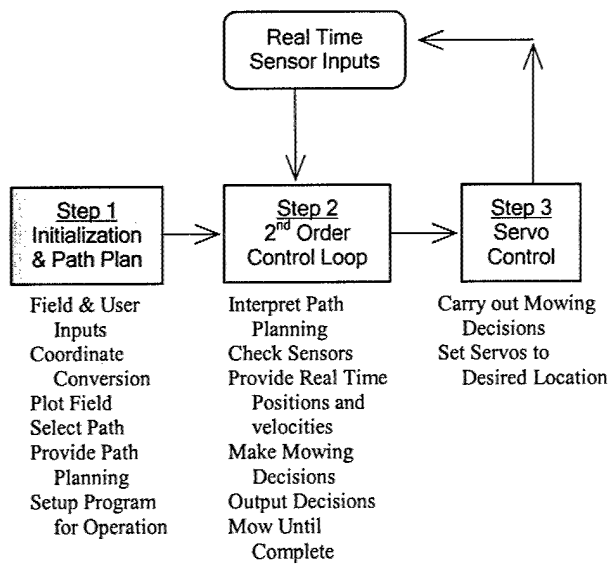 Real Time
Sensor Inputs
Step 1
Initialization
& Path Plan
Step 2
2nd Order
Control Loop
Step 3
Servo
Control
Field & User
Inputs
Coordinate
Conversion
Plot Field
Select Path
Provide Path
Planning
Setup Program
for Operation
Interpret Path
Planning
Check Sensors
Provide Real Time
Positions and
velocities
Make Mowing
Decisions
Output Decisions
Mow Until
Complete
Carry out Mowing
Decisions
Set Servos to
Desired Location